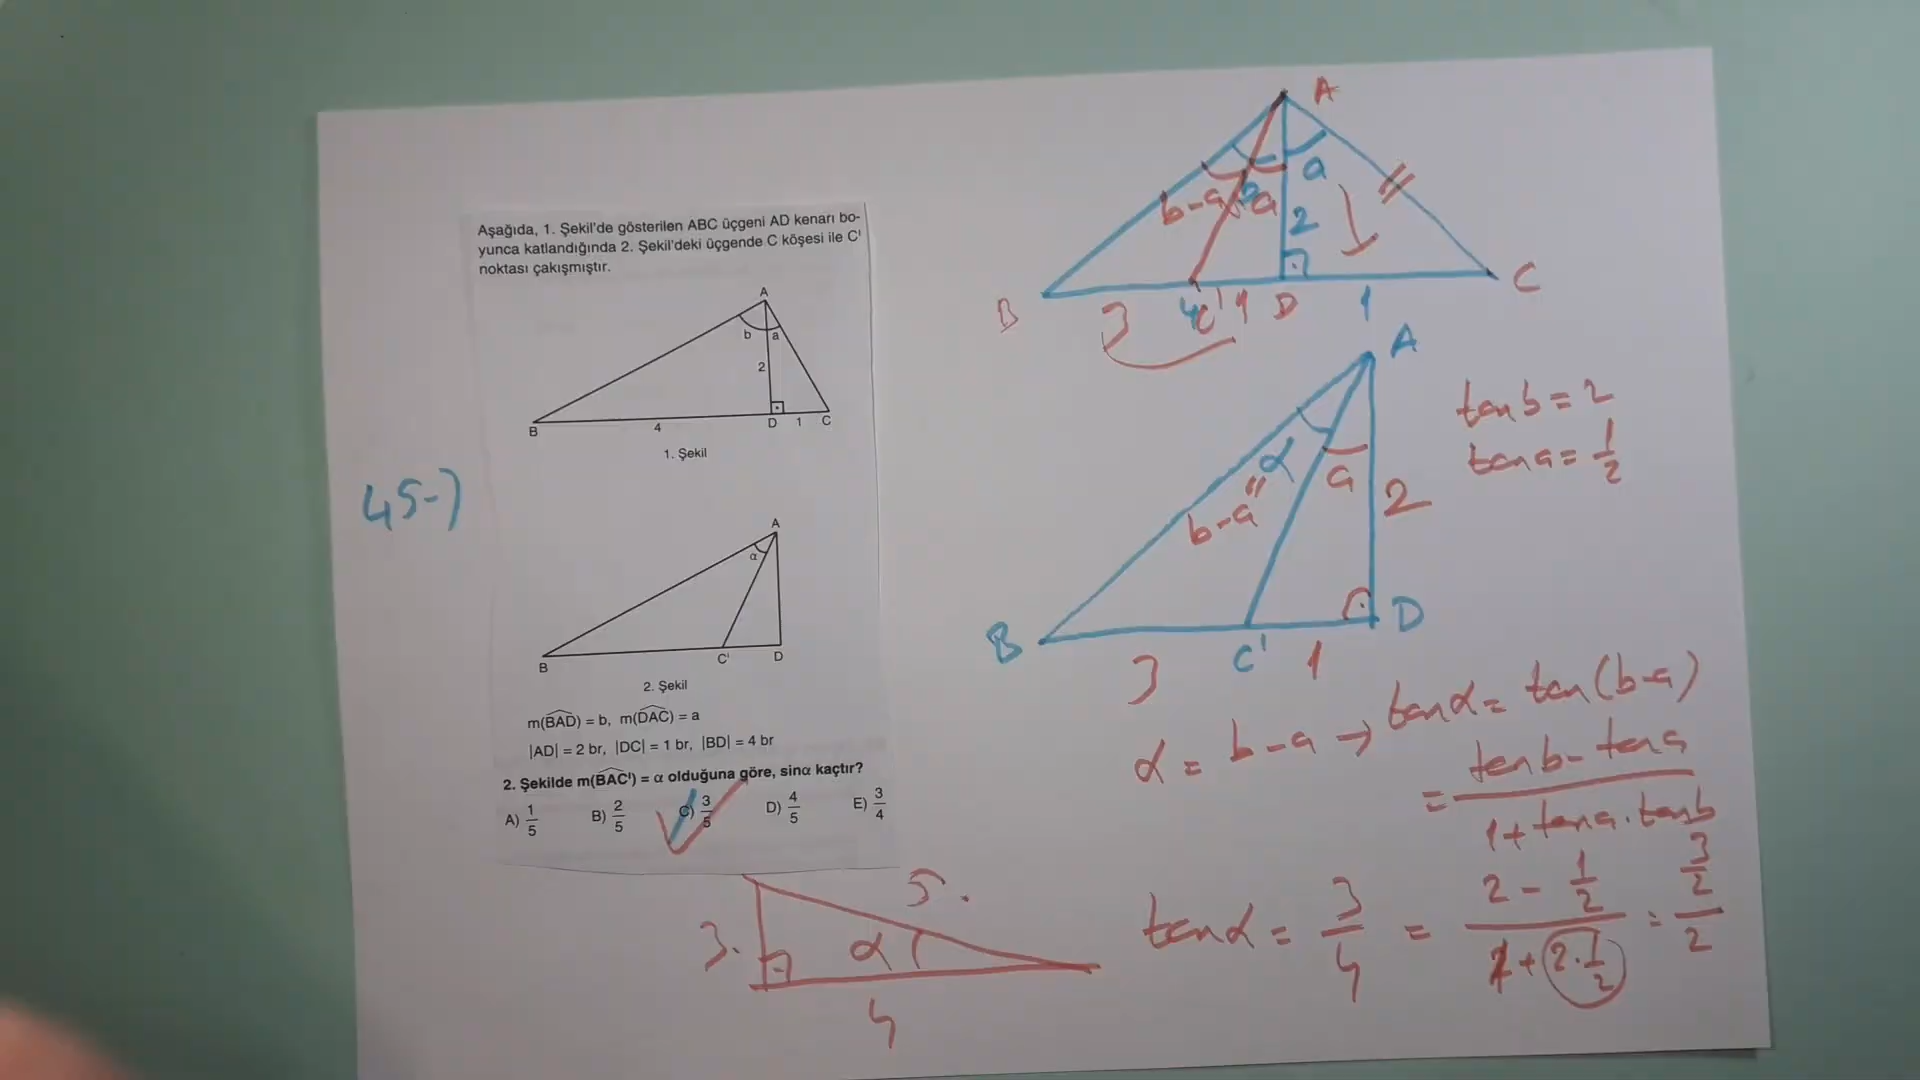 Aşağıda, 1. Şekil'de gösterilen ABC üçgeni AD kenarı bo-
yunca katlandığında 2. Şekil'deki üçgende C köşesi ile C'
noktası çakışmıştır.
A
b
a
2
B
4
D
1
C
1. Şekil
45-)
A
α
B
C'
D
2. Şekil
m(BAD) = b, m(DAC) = a
|AD| = 2 br, |DC| = 1 br, |BD| = 4 br
2. Şekilde m(BAC') = α olduğuna göre, sinα kaçtır?
A) 1/5 B) 2/5 C) 3/5 D) 4/5 E) 3/4
A
a
b-a
a
2
B
3
4
C'
1
D
1
C
A
α
a
b-a
"
2
B
3
C'
1
D
tan b = 2
tan a = 1/2
α = b-a → tanα = tan(b-a)
= (tan b - tan a)/(1 + tan a . tan b)
tanα = 3/4 = (2 - 1/2)/(1 + 2·1/2) = (3/2)/2
3.
5.
α
4